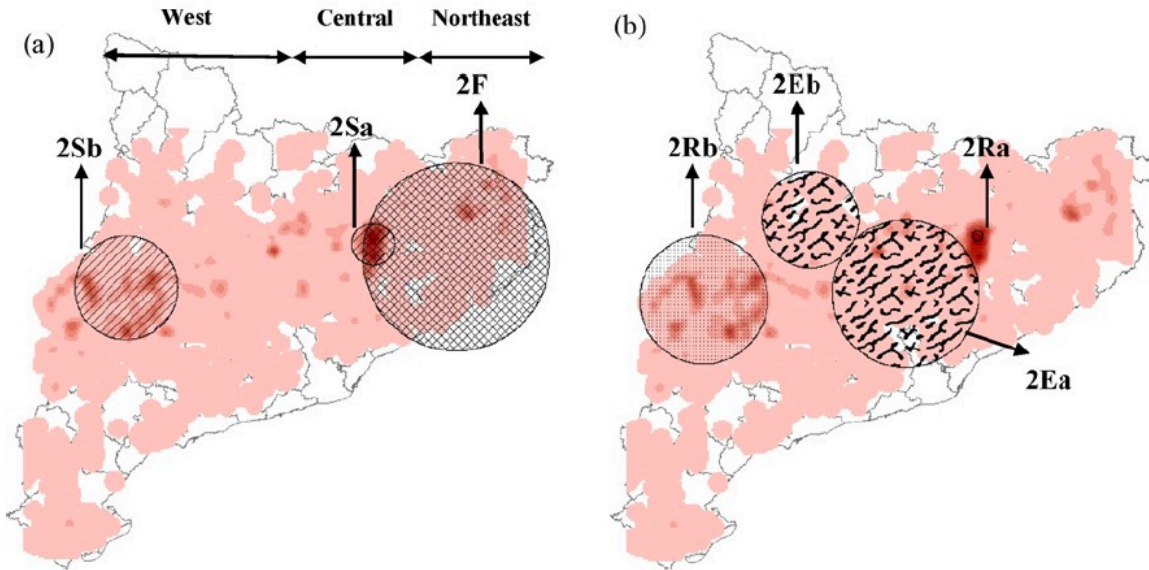 West Central Northeast
(a)
2F
2Sa
2Sb
(b)
2Eb
2Rb
2Ra
2Ea